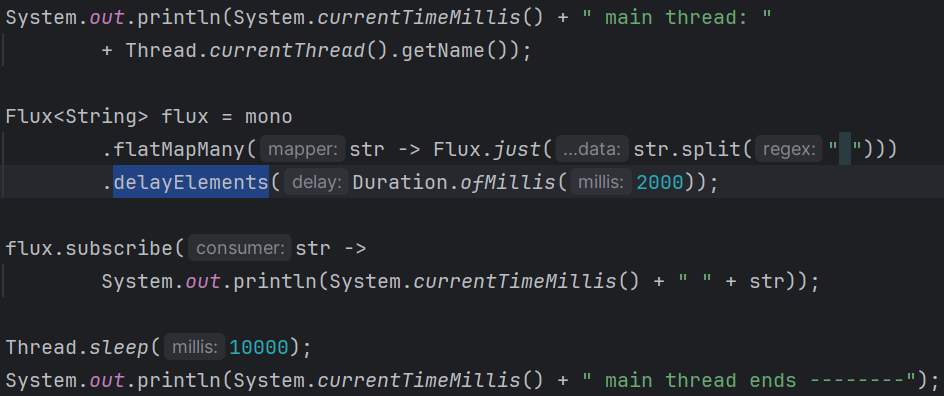 System.out.println(System.currentTimeMillis() + " main thread: "
+ Thread.currentThread().getName());
Flux<String> flux = mono
.flatMapMany( mapper: str -> Flux.just( ...data: str.split( regex: " ")))
.delayElements( delay: Duration.ofMillis( millis: 2000));
flux.subscribe( consumer: str ->
System.out.println(System.currentTimeMillis() + " " + str));
Thread.sleep( millis: 10000);
System.out.println(System.currentTimeMillis() + " main thread ends --------");